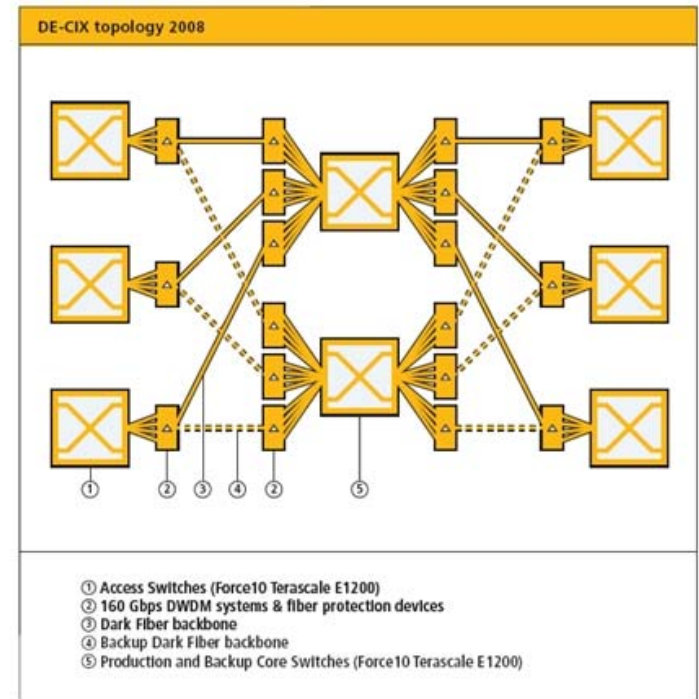 DE-CIX topology 2008
① ② ③ ④ ② ⑤
① Access Switches (Force10 Terascale E1200)
② 160 Gbps DWDM systems & fiber protection devices
③ Dark Fiber backbone
④ Backup Dark Fiber backbone
⑤ Production and Backup Core Switches (Force10 Terascale E1200)